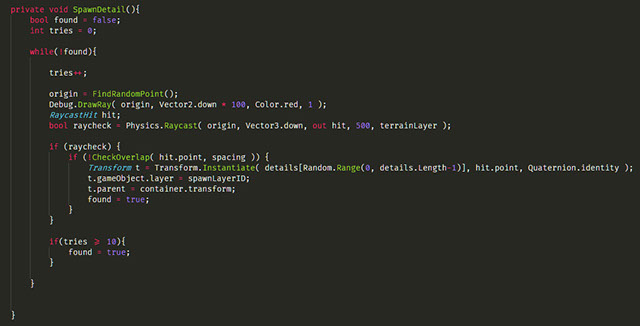 private void SpawnDetail(){
bool found = false;
int tries = 0;
while(!found){
tries++;
origin = FindRandomPoint();
Debug.DrawRay( origin, Vector2.down * 100, Color.red, 1 );
RaycastHit hit;
bool raycheck = Physics.Raycast( origin, Vector3.down, out hit, 500, terrainLayer );
if (raycheck) {
if (!CheckOverlap( hit.point, spacing )) {
Transform t = Transform.Instantiate( details[Random.Range(0, details.Length-1)], hit.point, Quaternion.identity );
t.gameObject.layer = spawnLayerID;
t.parent = container.transform;
found = true;
}
}
if(tries ⩾ 10){
found = true;
}
}
}